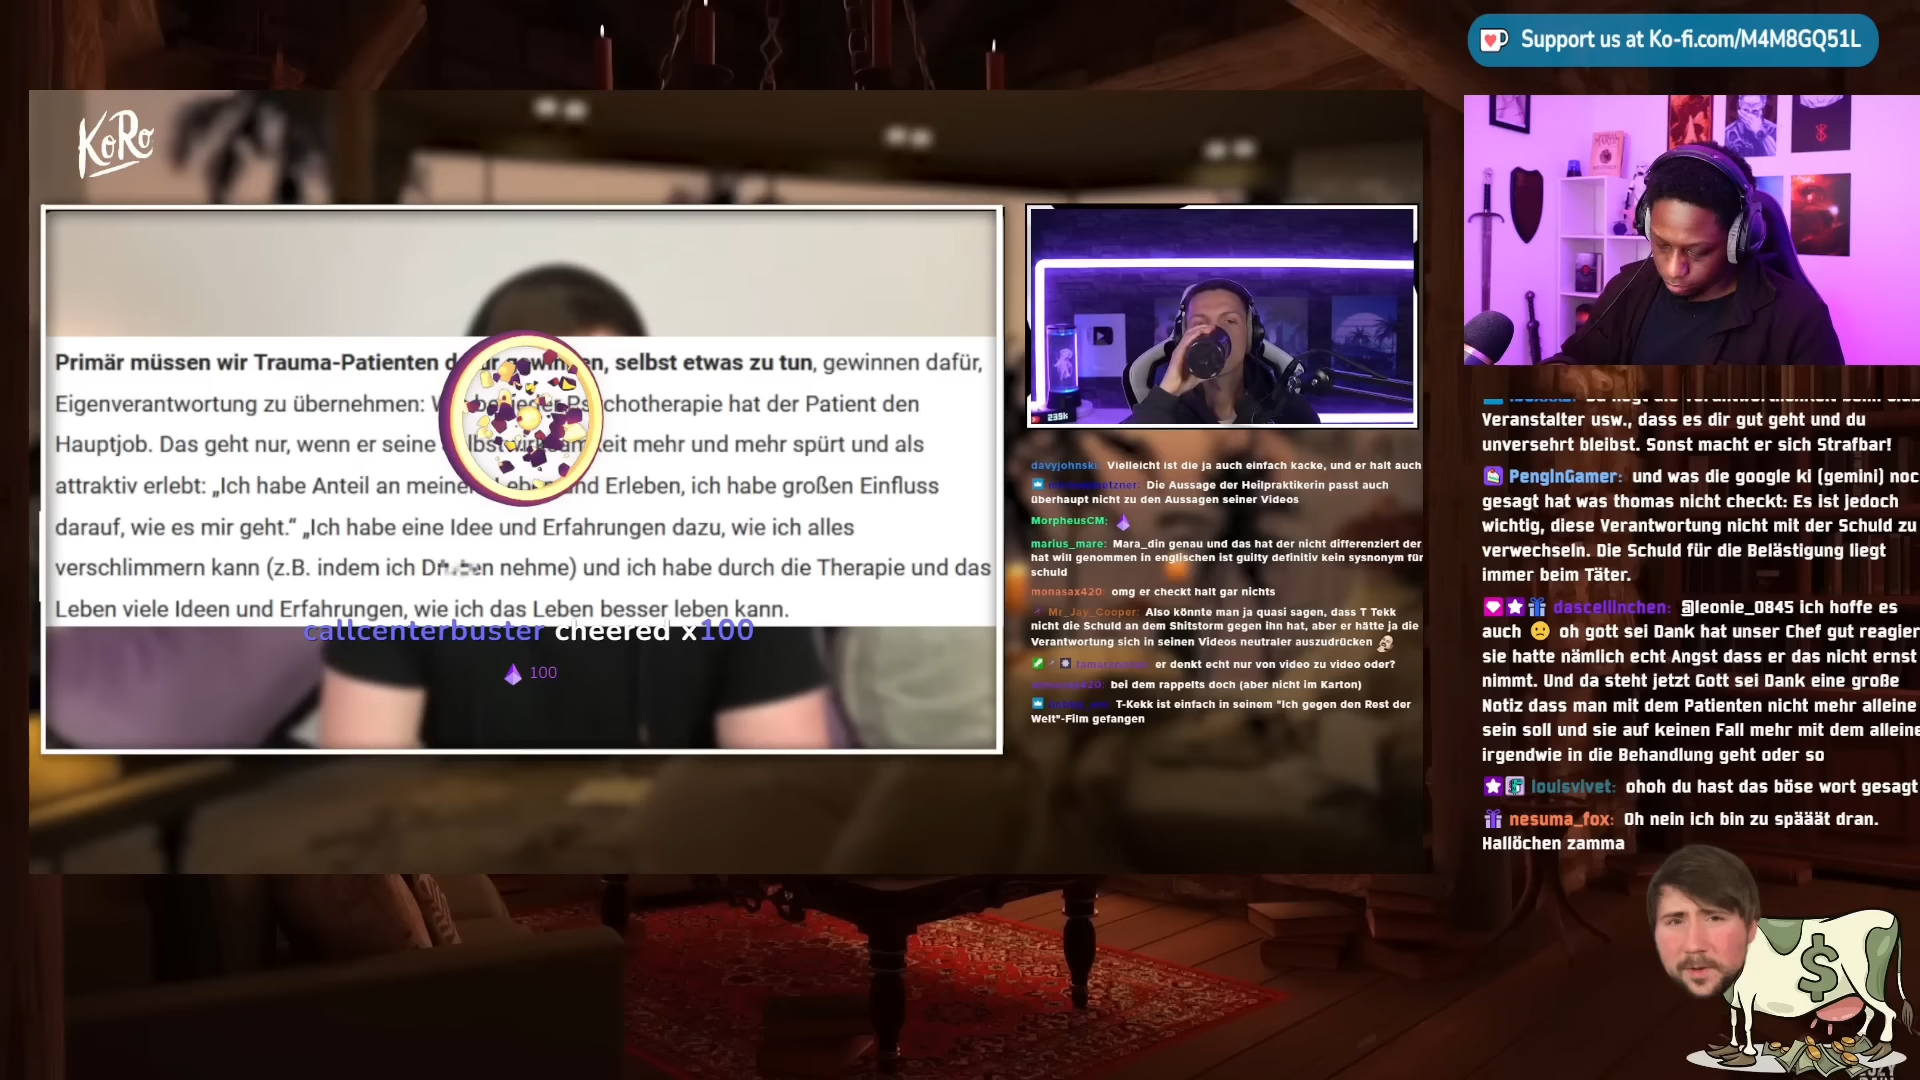 Support us at Ko-fi.com/M4M8GQ51L
KoRo
Primär müssen wir Trauma-Patienten selbst etwas zu tun, gewinnen dafür,
Eigenverantwortung zu übernehmen: chotherapie hat der Patient den
Hauptjob. Das geht nur, wenn er seine mehr und mehr spürt und als
attraktiv erlebt: „Ich habe Anteil an meinem und Erleben, ich habe großen Einfluss
darauf, wie es mir geht.“ „Ich habe eine Idee und Erfahrungen dazu, wie ich alles
verschlimmern kann (z.B. indem ich nehme) und ich habe durch die Therapie und das
Leben viele Ideen und Erfahrungen, wie ich das Leben besser leben kann.
callcenterbuster cheered x100
100
239k
davyjohnski: Vielleicht ist die ja auch einfach kacke, und er halt auch
Die Aussage der Heilpraktikerin passt auch
überhaupt nicht zu den Aussagen seiner Videos
MorpheusCM:
marius_mare: Mara_din genau und das hat der nicht differenziert der
hat will genommen in englischen ist guilty definitiv kein sysnonym für
schuld
monasax420: omg er checkt halt gar nichts
Mr_Jay_Cooper: Also könnte man ja quasi sagen, dass T Tekk
nicht die Schuld an dem Shitstorm gegen ihn hat, aber er hätte ja die
Verantwortung sich in seinen Videos neutraler auszudrücken
er denkt echt nur von video zu video oder?
bei dem rappelts doch (aber nicht im Karton)
T-Kekk ist einfach in seinem "Ich gegen den Rest der
Welt"-Film gefangen
Veranstalter usw., dass es dir gut geht und du
unversehrt bleibst. Sonst macht er sich Strafbar!
PenginGamer: und was die google ki (gemini) noc
gesagt hat was thomas nicht checkt: Es ist jedoch
wichtig, diese Verantwortung nicht mit der Schuld zu
verwechseln. Die Schuld für die Belästigung liegt
immer beim Täter.
dascellinchen: @leonie_0845 ich hoffe es
auch oh gott sei Dank hat unser Chef gut reagier
sie hatte nämlich echt Angst dass er das nicht ernst
nimmt. Und da steht jetzt Gott sei Dank eine große
Notiz dass man mit dem Patienten nicht mehr alleine
sein soll und sie auf keinen Fall mehr mit dem alleine
irgendwie in die Behandlung geht oder so
louisvivet: ohoh du hast das böse wort gesagt
nesuma_fox: Oh nein ich bin zu spääät dran.
Hallöchen zamma
$